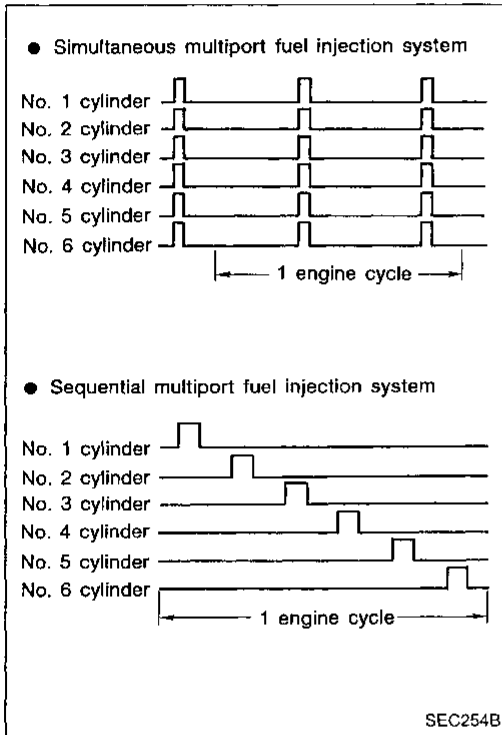 ● Simultaneous multiport fuel injection system
No. 1 cylinder
No. 2 cylinder
No. 3 cylinder
No. 4 cylinder
No. 5 cylinder
No. 6 cylinder
1 engine cycle
● Sequential multiport fuel injection system
No. 1 cylinder
No. 2 cylinder
No. 3 cylinder
No. 4 cylinder
No. 5 cylinder
No. 6 cylinder
1 engine cycle
SEC254B